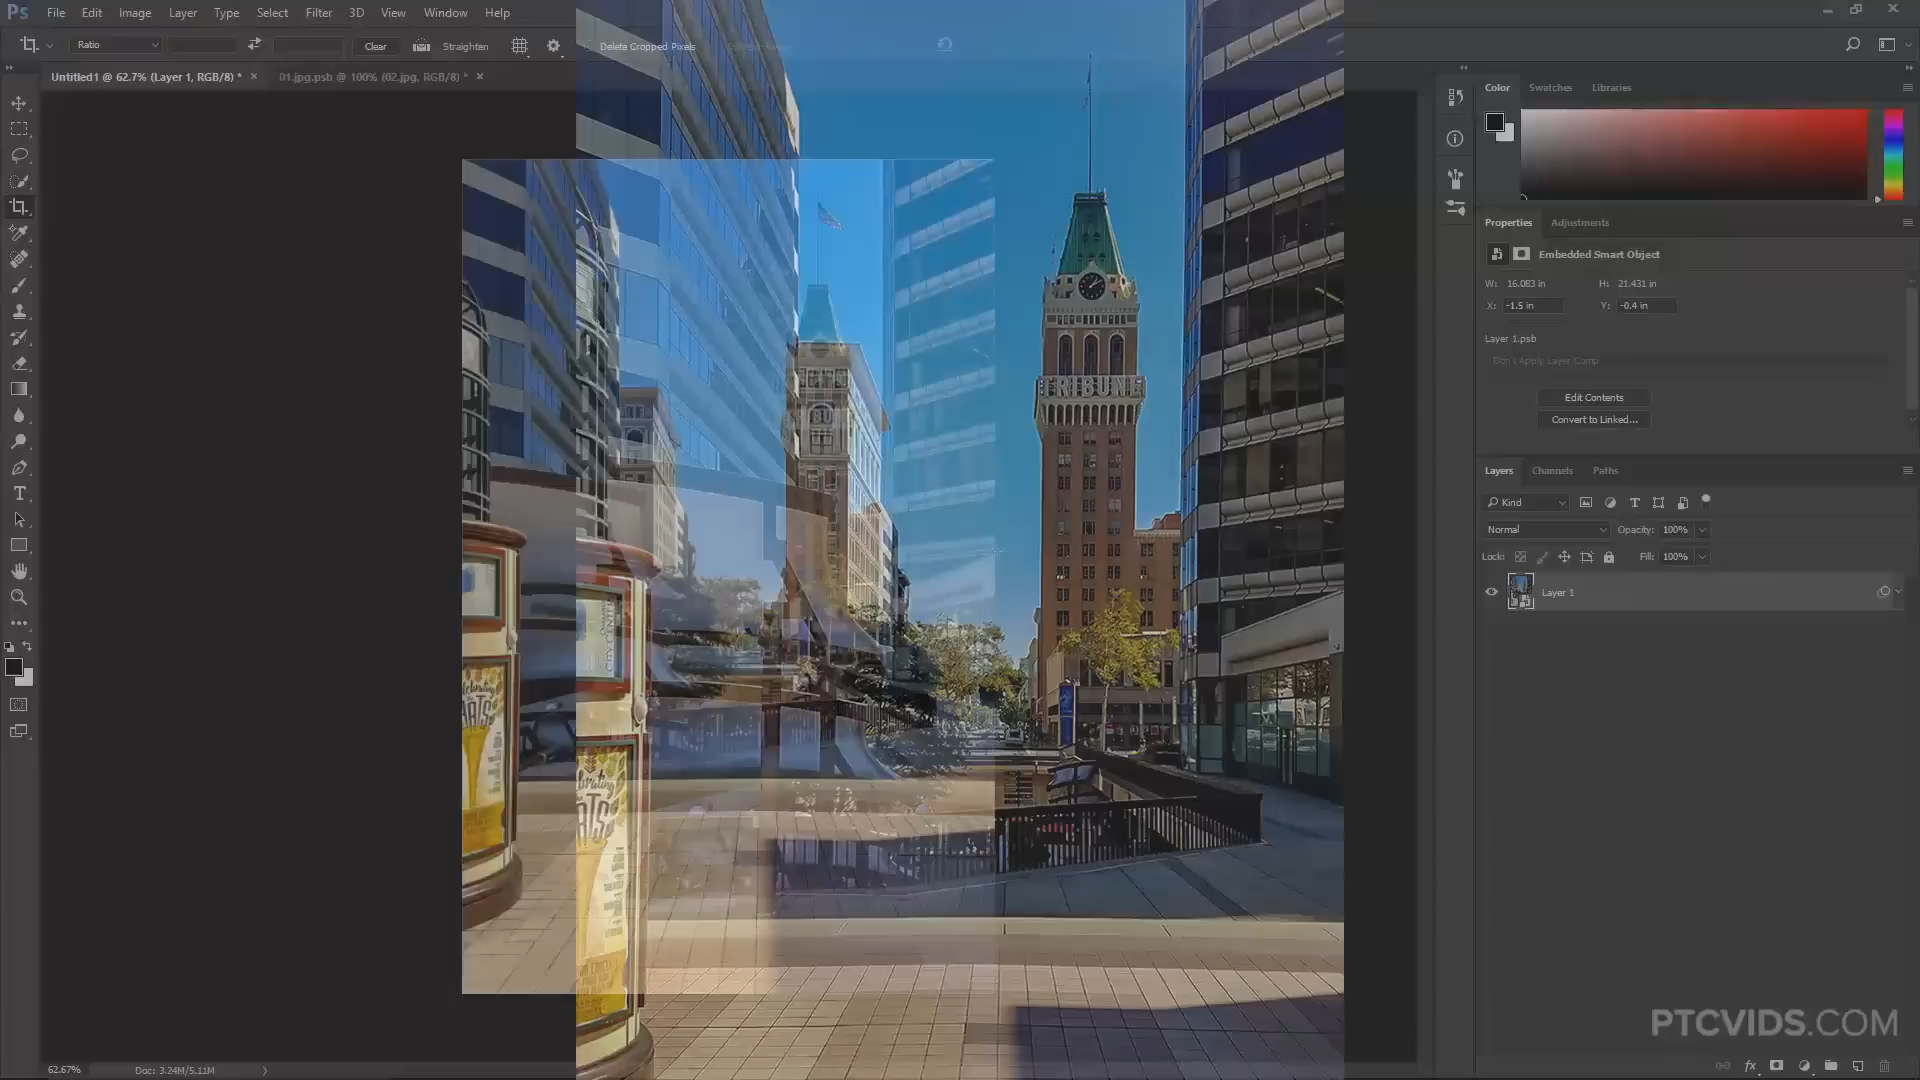 Ps File Edit Image Layer Type Select Filter 3D View Window Help
Ratio Clear Straighten Delete Cropped Pixels
Untitled1 @ 62.7% (Layer 1, RGB/8) * × 01.jpg.psb @ 100% (02.jpg, RGB/8) * ×
Color Swatches Libraries
Properties Adjustments
Embedded Smart Object
W: 16.083 in H: 21.431 in
X: -1.5 in Y: -0.4 in
Layer 1.psb
Don't Apply Layer Comp
Edit Contents
Convert to Linked...
Layers Channels Paths
Kind
Normal Opacity: 100%
Lock: Fill: 100%
Layer 1
TRIBUNE
Celebrating
ARTS
PTCVIDS.COM
62.67% Doc: 3.24M/5.11M